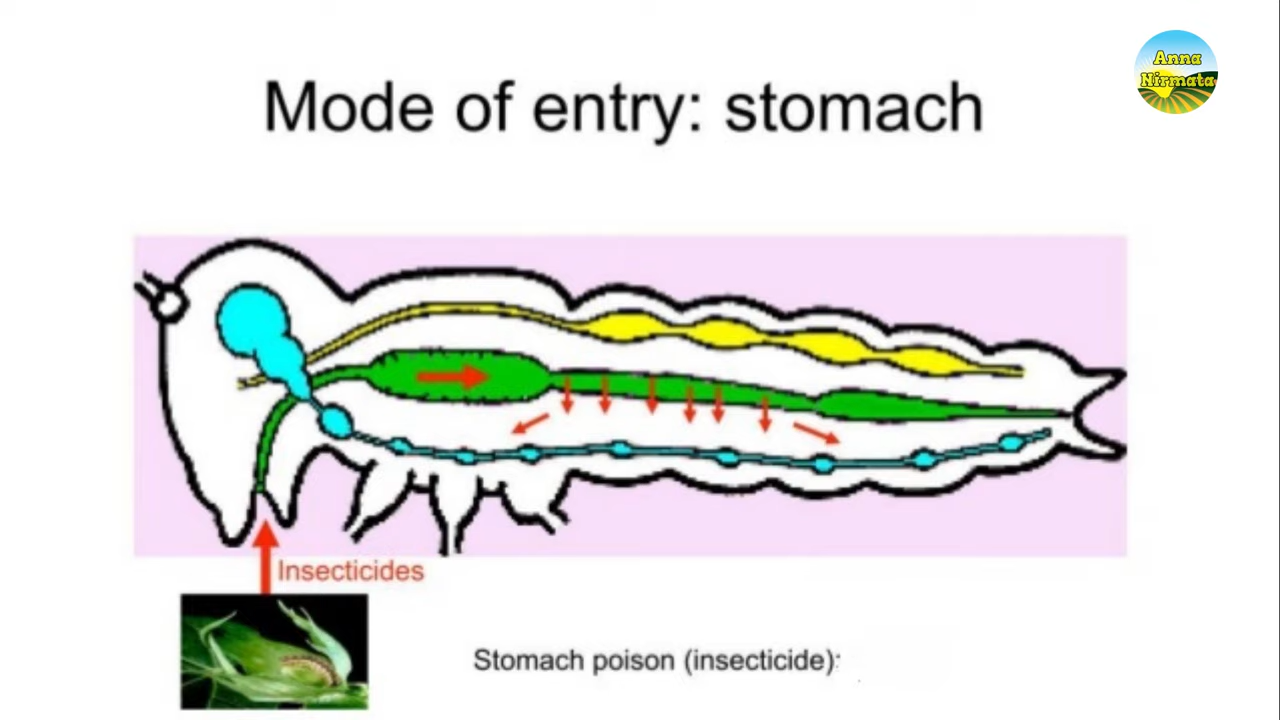 Anna
Nirmata
Mode of entry: stomach
Insecticides
Stomach poison (insecticide):